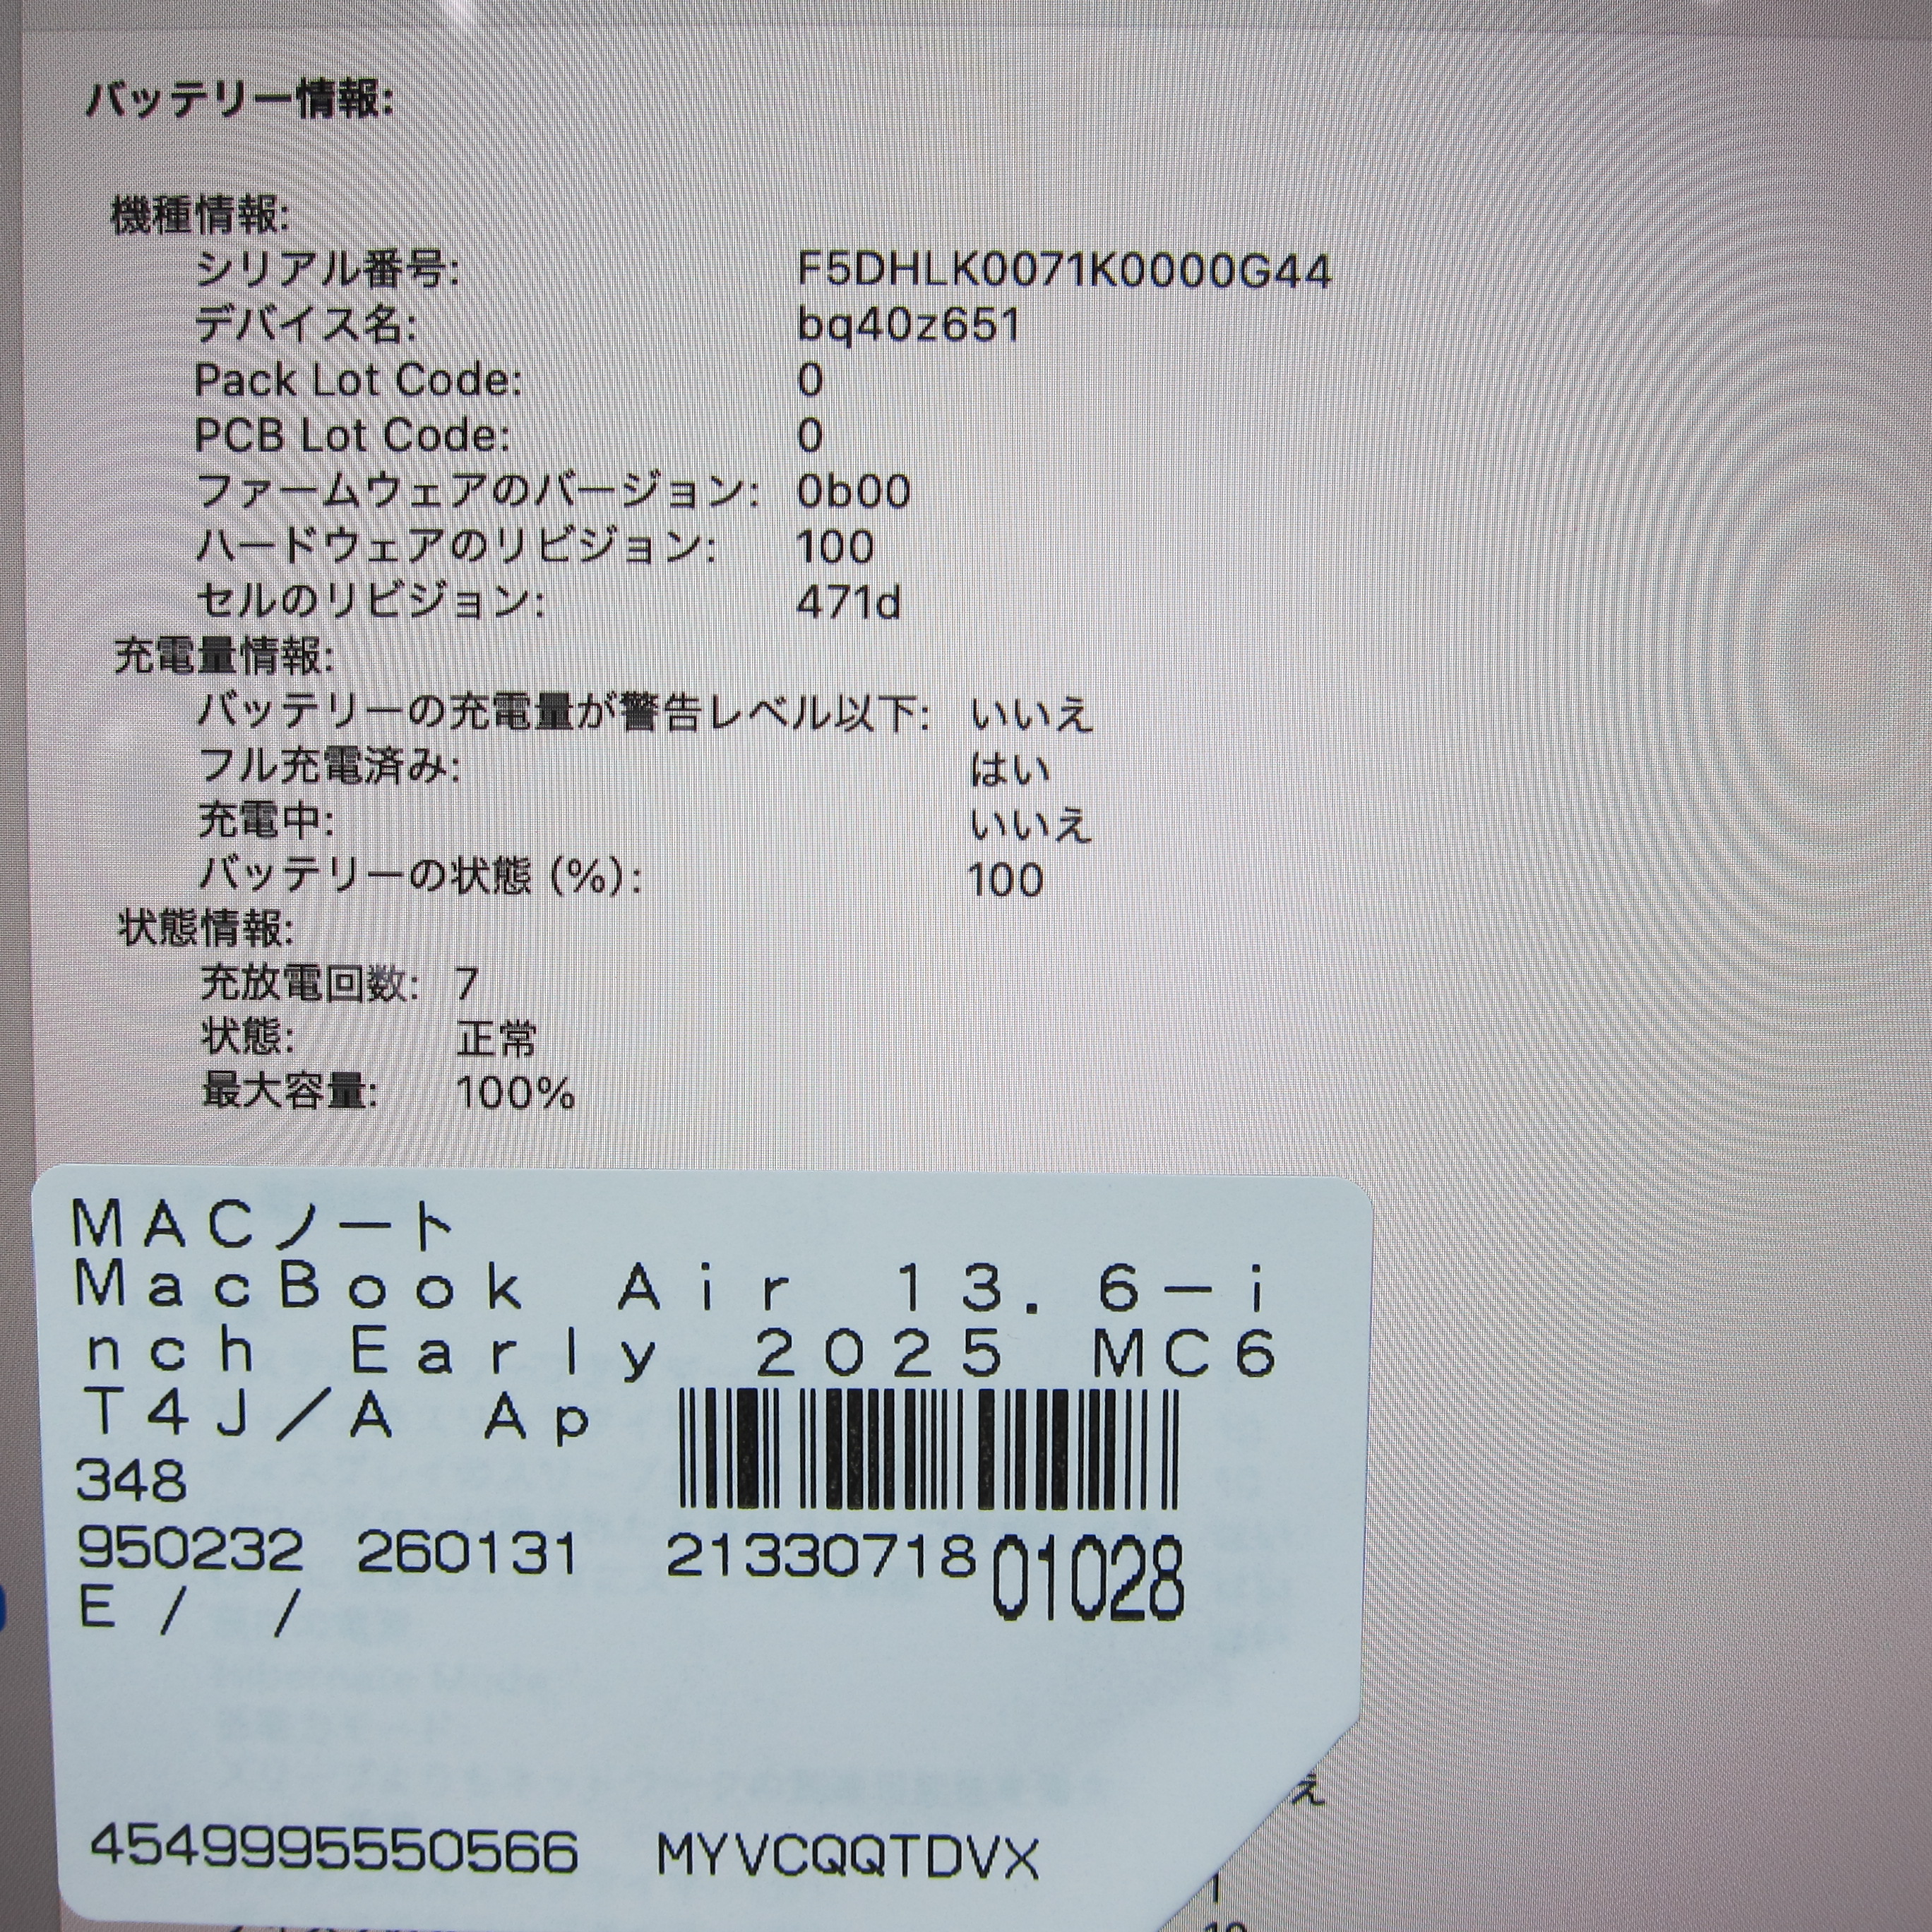 バッテリー情報:
機種情報:
シリアル番号: F5DHLK0071K0000G44
デバイス名: bq40z651
Pack Lot Code: 0
PCB Lot Code: 0
ファームウェアのバージョン: 0b00
ハードウェアのリビジョン: 100
セルのリビジョン: 471d
充電量情報:
バッテリーの充電量が警告レベル以下: いいえ
フル充電済み: はい
充電中: いいえ
バッテリーの状態 (%): 100
状態情報:
充放電回数: 7
状態: 正常
最大容量: 100%
MACノート
MacBook Air 13.6-i
nch Early 2025 MC6
T4J/A Ap
348
950232 260131 21330718 01028
E / /
え
4549995550566 MYVCQQTDVX
1